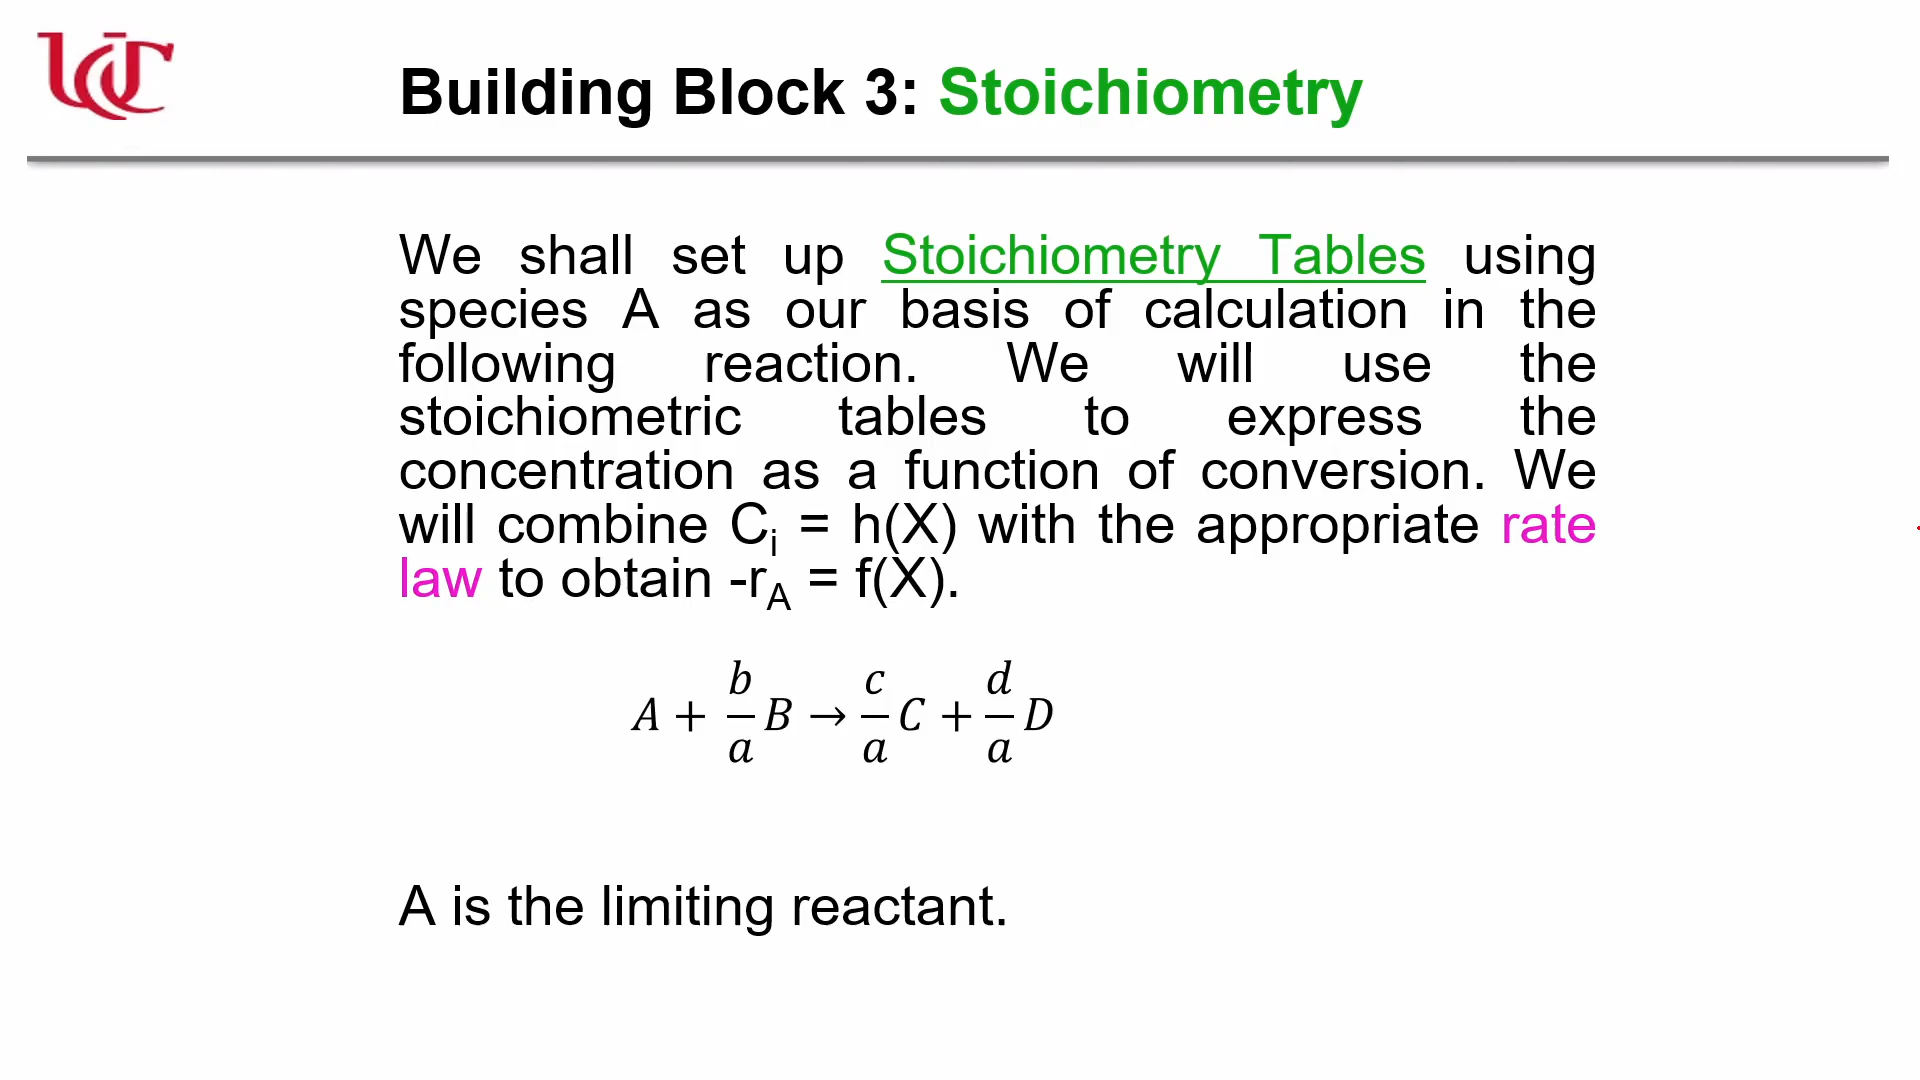 UC
Building Block 3: Stoichiometry
We shall set up Stoichiometry Tables using
species A as our basis of calculation in the
following reaction. We will use the
stoichiometric tables to express the
concentration as a function of conversion. We
will combine Cᵢ = h(X) with the appropriate rate
law to obtain -r_A = f(X).
A + b/a B → c/a C + d/a D
A is the limiting reactant.